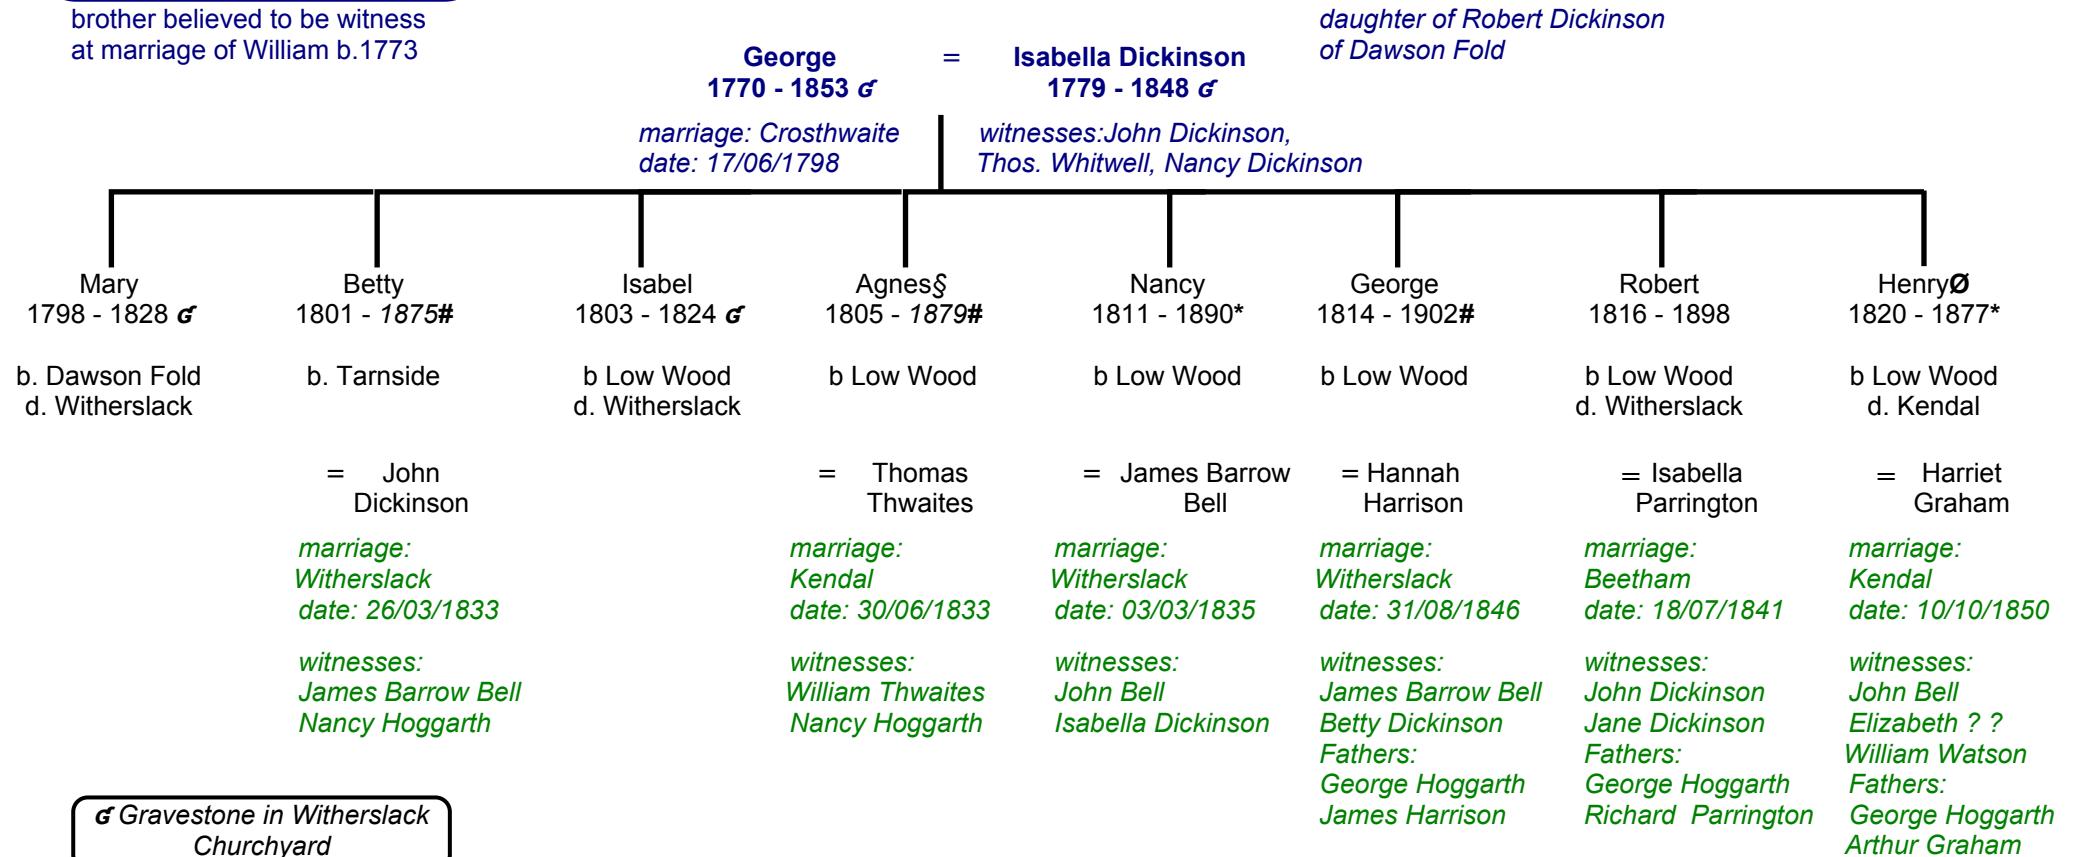 brother believed to be witness
at marriage of William b.1773
daughter of Robert Dickinson
of Dawson Fold
George = Isabella Dickinson
1770 - 1853 ɠ 1779 - 1848 ɠ
marriage: Crosthwaite
date: 17/06/1798
witnesses:John Dickinson,
Thos. Whitwell, Nancy Dickinson
Mary
1798 - 1828 ɠ
b. Dawson Fold
d. Witherslack
Betty
1801 - 1875#
b. Tarnside
= John
Dickinson
marriage:
Witherslack
date: 26/03/1833
witnesses:
James Barrow Bell
Nancy Hoggarth
Isabel
1803 - 1824 ɠ
b Low Wood
d. Witherslack
Agnes§
1805 - 1879#
b Low Wood
= Thomas
Thwaites
marriage:
Kendal
date: 30/06/1833
witnesses:
William Thwaites
Nancy Hoggarth
Nancy
1811 - 1890*
b Low Wood
= James Barrow
Bell
marriage:
Witherslack
date: 03/03/1835
witnesses:
John Bell
Isabella Dickinson
George
1814 - 1902#
b Low Wood
= Hannah
Harrison
marriage:
Witherslack
date: 31/08/1846
witnesses:
James Barrow Bell
Betty Dickinson
Fathers:
George Hoggarth
James Harrison
Robert
1816 - 1898
b Low Wood
d. Witherslack
= Isabella
Parrington
marriage:
Beetham
date: 18/07/1841
witnesses:
John Dickinson
Jane Dickinson
Fathers:
George Hoggarth
Richard Parrington
HenryØ
1820 - 1877*
b Low Wood
d. Kendal
= Harriet
Graham
marriage:
Kendal
date: 10/10/1850
witnesses:
John Bell
Elizabeth ? ?
William Watson
Fathers:
George Hoggarth
Arthur Graham
ɠ Gravestone in Witherslack
Churchyard